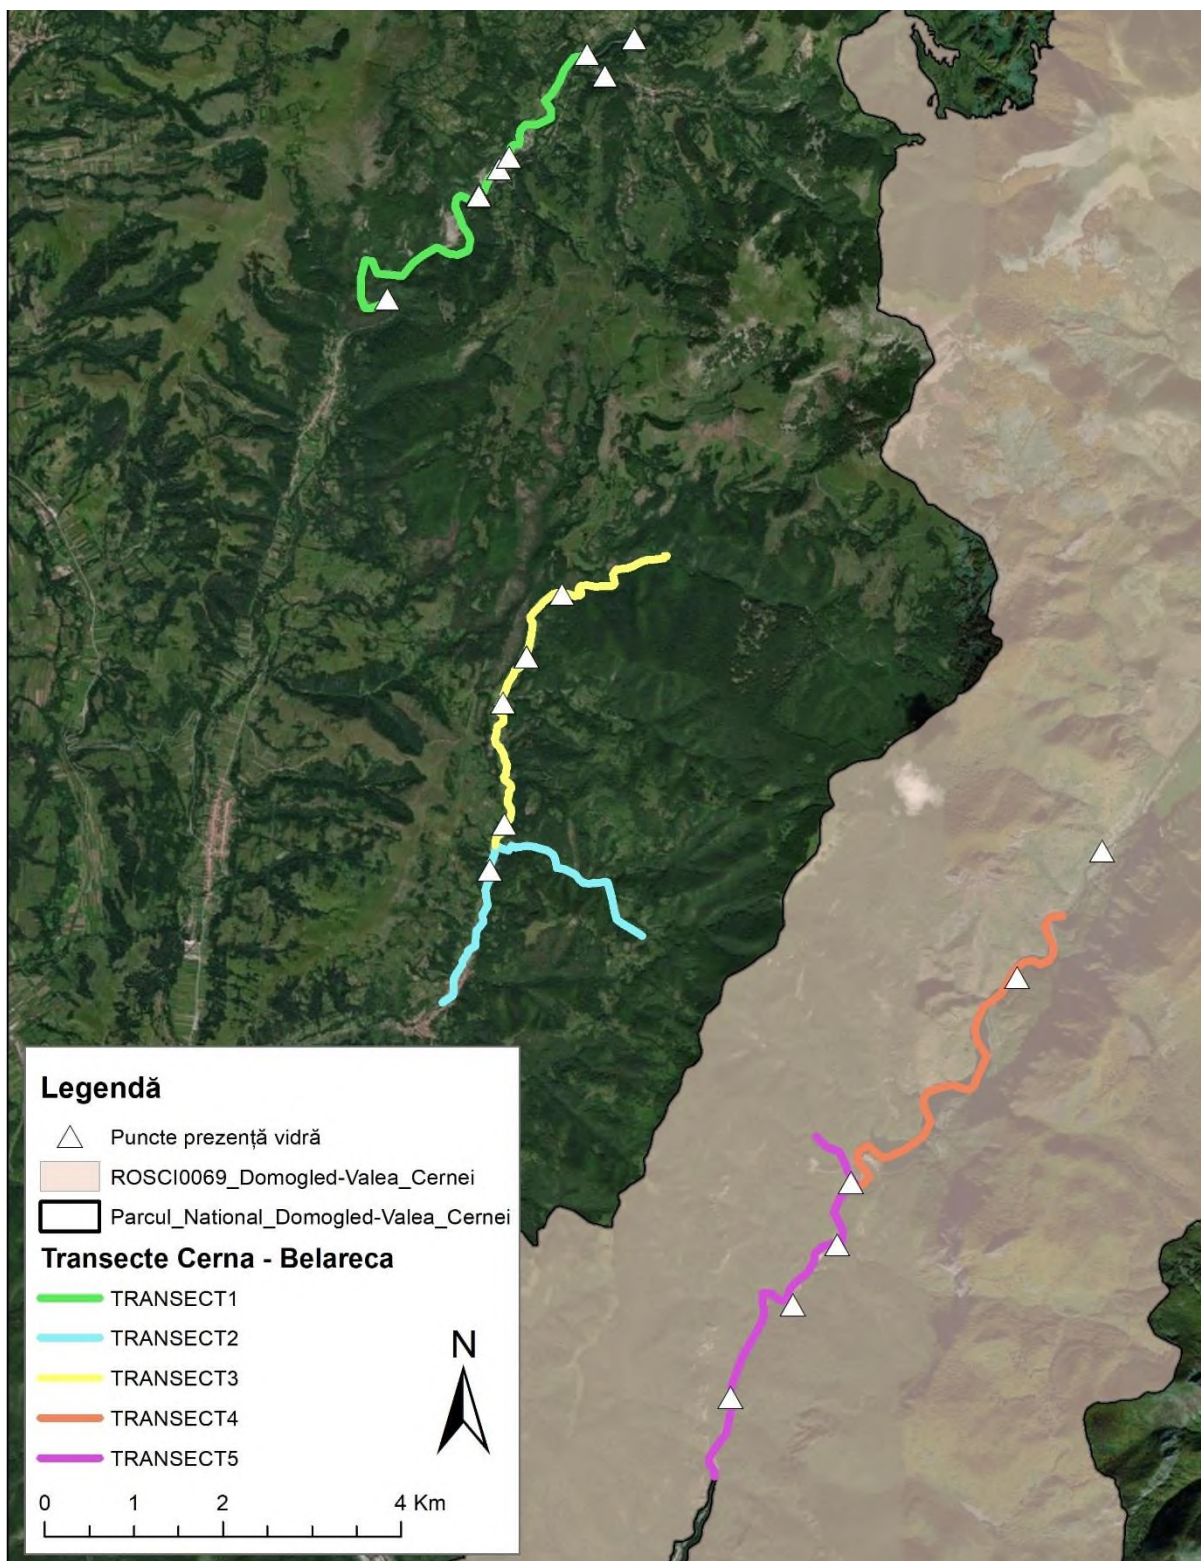 Legendă
Puncte prezență vidră
ROSCI0069_Domogled-Valea_Cernei
Parcul_National_Domogled-Valea_Cernei
Transecte Cerna - Belareca
TRANSECT1
TRANSECT2
TRANSECT3
TRANSECT4
TRANSECT5
N
0 1 2 4 Km